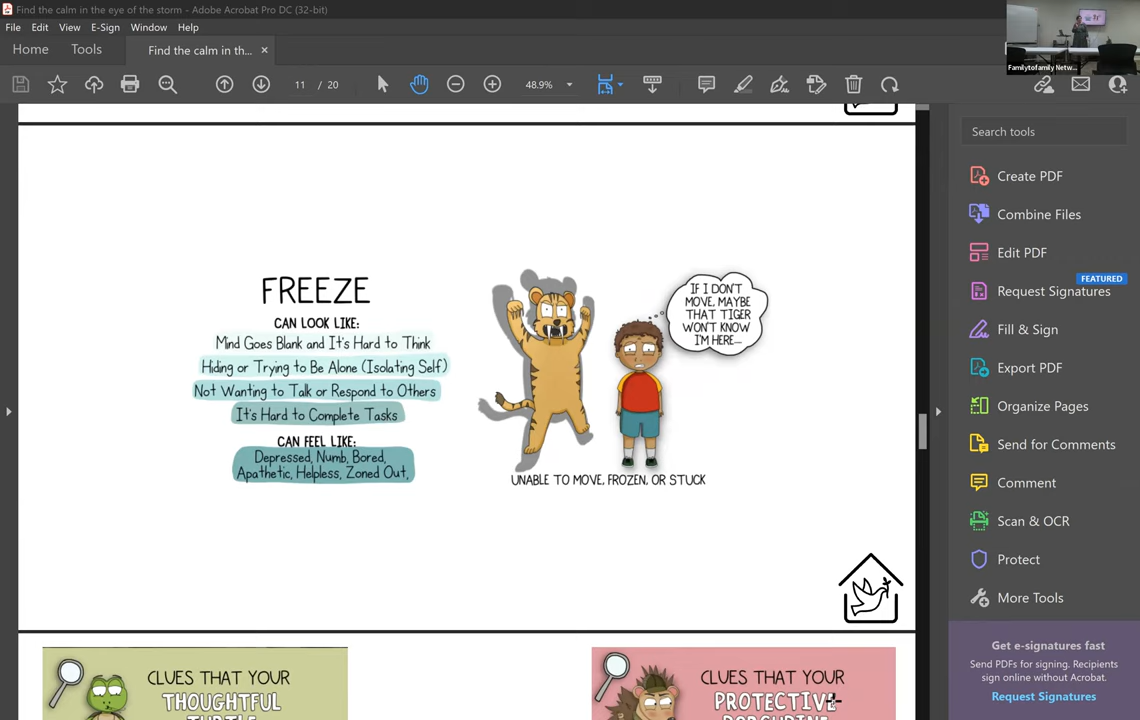 Find the calm in the eye of the storm - Adobe Acrobat Pro DC (32-bit)
File Edit View E-Sign Window Help
Home Tools Find the calm in th... ×
11 / 20 48.9%
Familytofamily Netw...
FREEZE
CAN LOOK LIKE:
Mind Goes Blank and It's Hard to Think
Hiding or Trying to Be Alone (Isolating Self)
Not Wanting to Talk or Respond to Others
It's Hard to Complete Tasks
CAN FEEL LIKE:
Depressed, Numb, Bored,
Apathetic, Helpless, Zoned Out,
IF I DON'T
MOVE, MAYBE
THAT TIGER
WON'T KNOW
I'M HERE...
UNABLE TO MOVE, FROZEN, OR STUCK
CLUES THAT YOUR
THOUGHTFUL
TURTLE
CLUES THAT YOUR
PROTECTIVE
PORCUPINE
Search tools
Create PDF
Combine Files
Edit PDF
FEATURED
Request Signatures
Fill & Sign
Export PDF
Organize Pages
Send for Comments
Comment
Scan & OCR
Protect
More Tools
Get e-signatures fast
Send PDFs for signing. Recipients
sign online without Acrobat.
Request Signatures